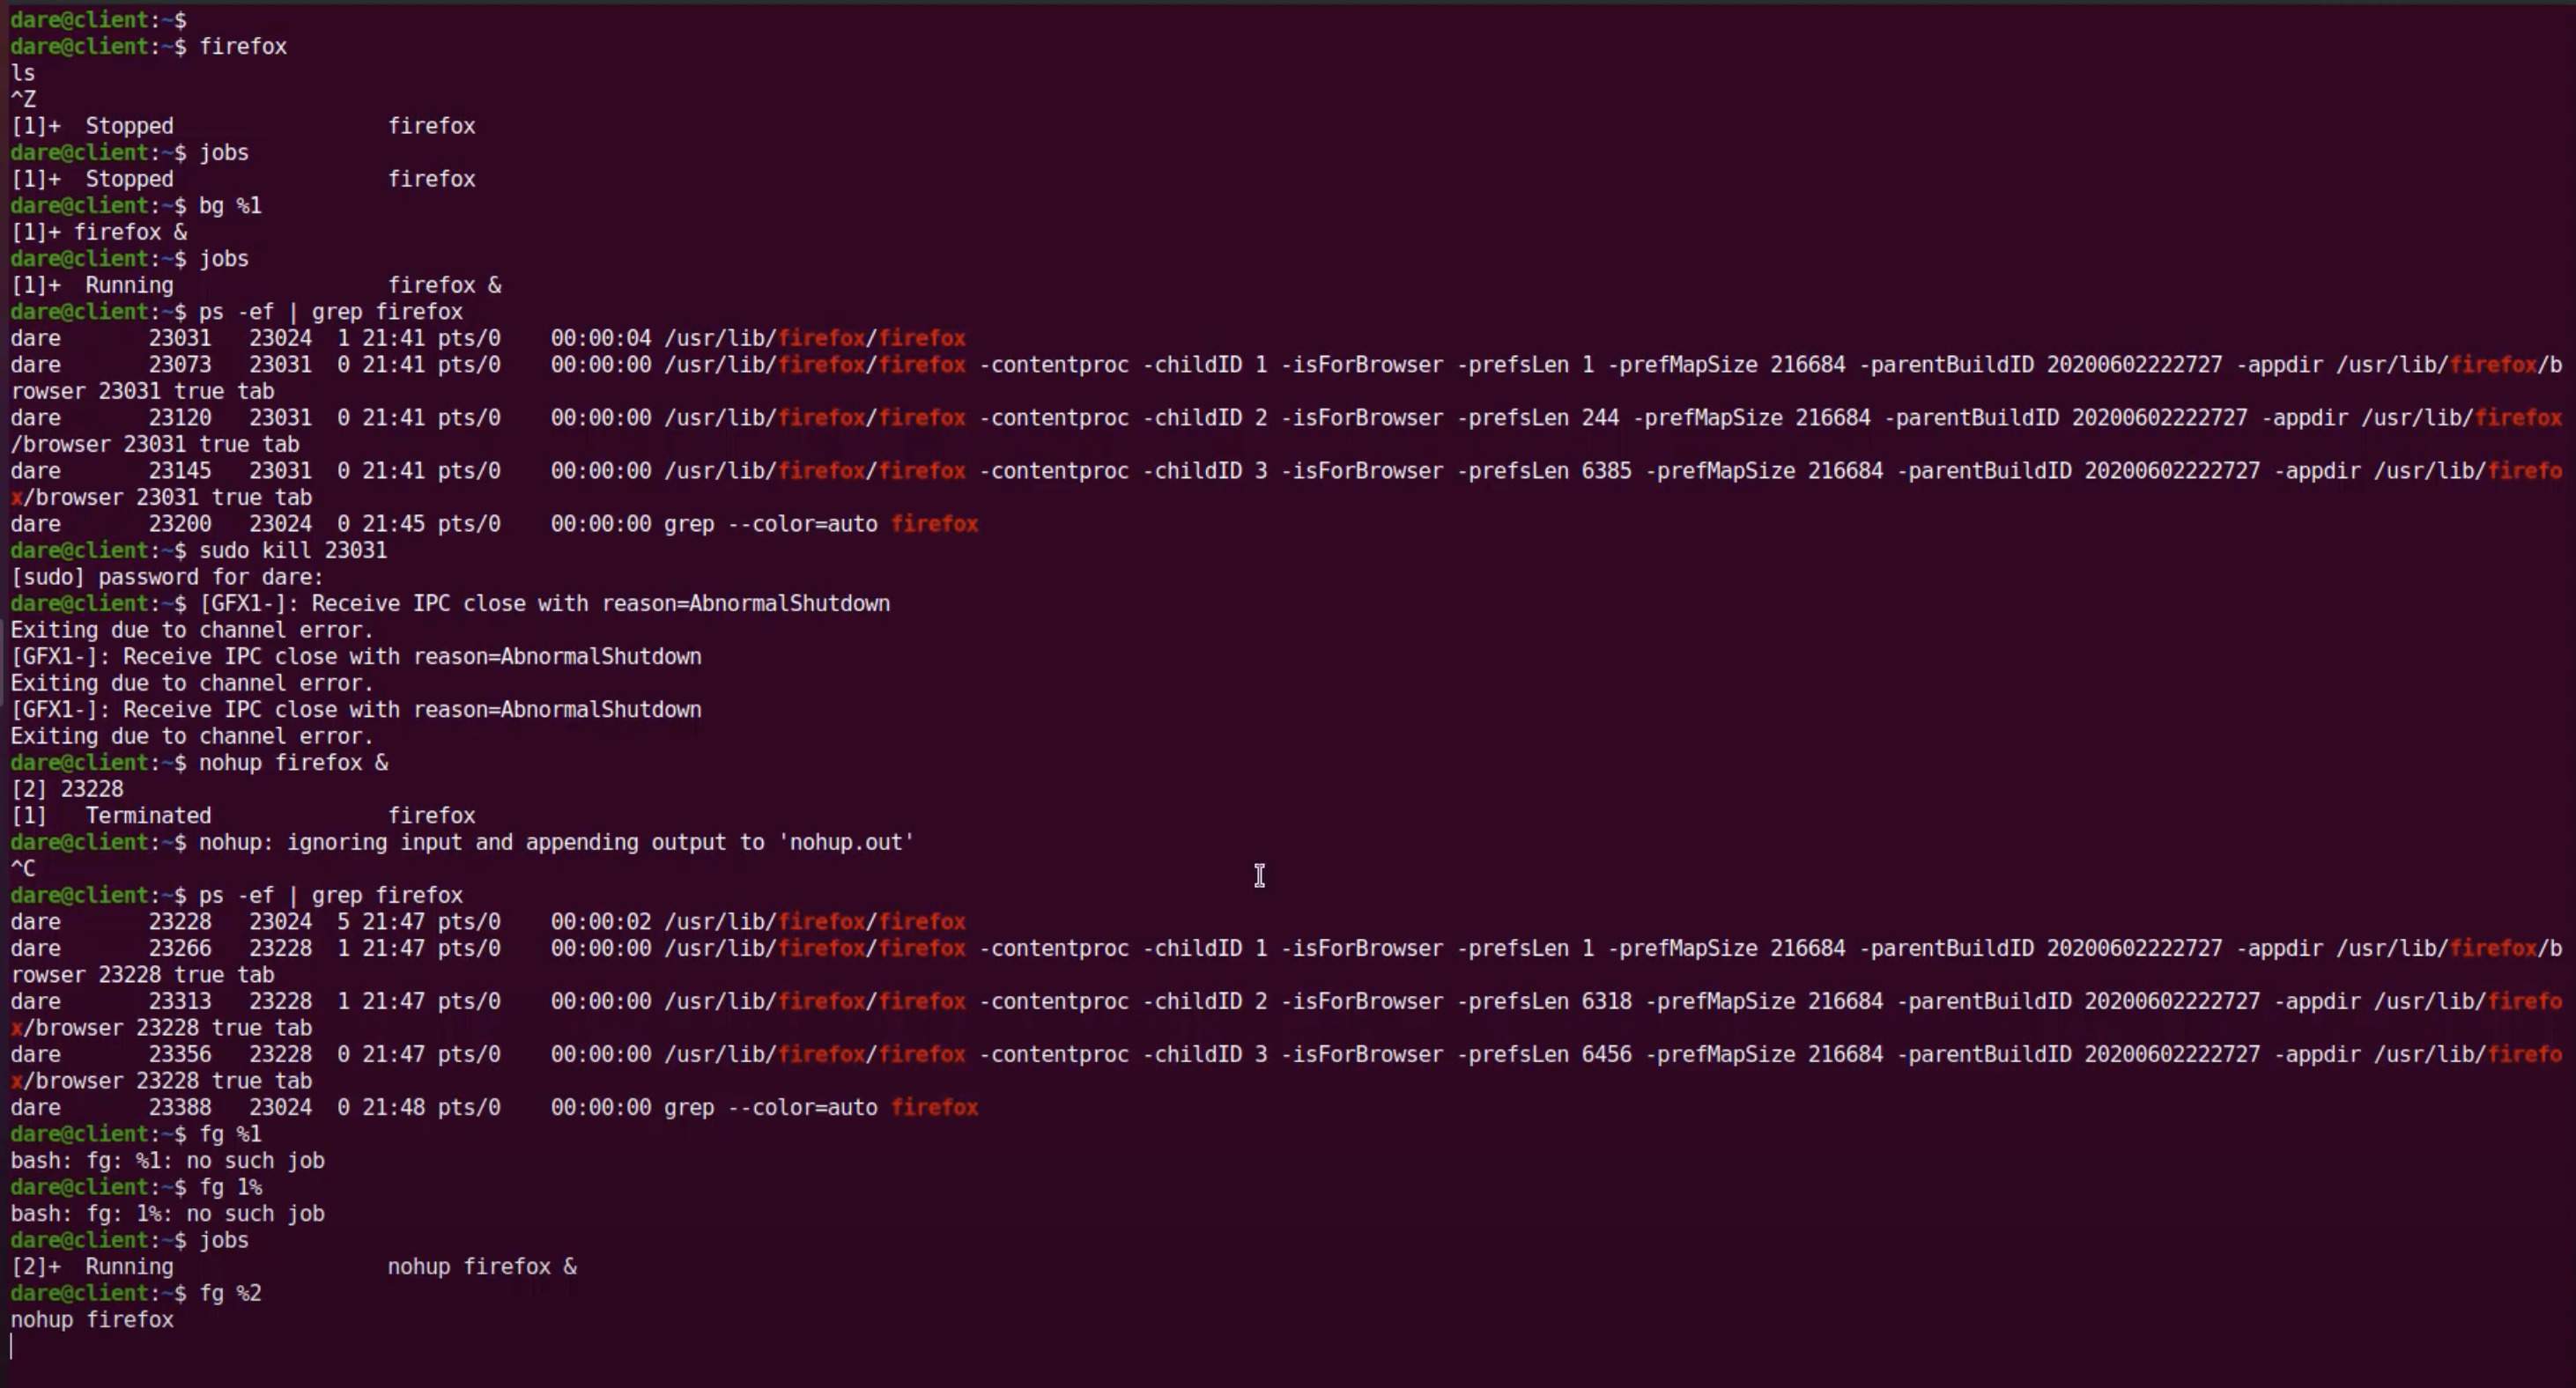 dare@client:~$
dare@client:~$ firefox
ls
^Z
[1]+  Stopped                 firefox
dare@client:~$ jobs
[1]+  Stopped                 firefox
dare@client:~$ bg %1
[1]+ firefox &
dare@client:~$ jobs
[1]+  Running                 firefox &
dare@client:~$ ps -ef | grep firefox
dare       23031   23024  1 21:41 pts/0    00:00:04 /usr/lib/firefox/firefox
dare       23073   23031  0 21:41 pts/0    00:00:00 /usr/lib/firefox/firefox -contentproc -childID 1 -isForBrowser -prefsLen 1 -prefMapSize 216684 -parentBuildID 20200602222727 -appdir /usr/lib/firefox/b
rowser 23031 true tab
dare       23120   23031  0 21:41 pts/0    00:00:00 /usr/lib/firefox/firefox -contentproc -childID 2 -isForBrowser -prefsLen 244 -prefMapSize 216684 -parentBuildID 20200602222727 -appdir /usr/lib/firefox
/browser 23031 true tab
dare       23145   23031  0 21:41 pts/0    00:00:00 /usr/lib/firefox/firefox -contentproc -childID 3 -isForBrowser -prefsLen 6385 -prefMapSize 216684 -parentBuildID 20200602222727 -appdir /usr/lib/firefo
x/browser 23031 true tab
dare       23200   23024  0 21:45 pts/0    00:00:00 grep --color=auto firefox
dare@client:~$ sudo kill 23031
[sudo] password for dare:
dare@client:~$ [GFX1-]: Receive IPC close with reason=AbnormalShutdown
Exiting due to channel error.
[GFX1-]: Receive IPC close with reason=AbnormalShutdown
Exiting due to channel error.
[GFX1-]: Receive IPC close with reason=AbnormalShutdown
Exiting due to channel error.
dare@client:~$ nohup firefox &
[2] 23228
[1]   Terminated              firefox
dare@client:~$ nohup: ignoring input and appending output to 'nohup.out'
^C
dare@client:~$ ps -ef | grep firefox
dare       23228   23024  5 21:47 pts/0    00:00:02 /usr/lib/firefox/firefox
dare       23266   23228  1 21:47 pts/0    00:00:00 /usr/lib/firefox/firefox -contentproc -childID 1 -isForBrowser -prefsLen 1 -prefMapSize 216684 -parentBuildID 20200602222727 -appdir /usr/lib/firefox/b
rowser 23228 true tab
dare       23313   23228  1 21:47 pts/0    00:00:00 /usr/lib/firefox/firefox -contentproc -childID 2 -isForBrowser -prefsLen 6318 -prefMapSize 216684 -parentBuildID 20200602222727 -appdir /usr/lib/firefo
x/browser 23228 true tab
dare       23356   23228  0 21:47 pts/0    00:00:00 /usr/lib/firefox/firefox -contentproc -childID 3 -isForBrowser -prefsLen 6456 -prefMapSize 216684 -parentBuildID 20200602222727 -appdir /usr/lib/firefo
x/browser 23228 true tab
dare       23388   23024  0 21:48 pts/0    00:00:00 grep --color=auto firefox
dare@client:~$ fg %1
bash: fg: %1: no such job
dare@client:~$ fg 1%
bash: fg: 1%: no such job
dare@client:~$ jobs
[2]+  Running                 nohup firefox &
dare@client:~$ fg %2
nohup firefox